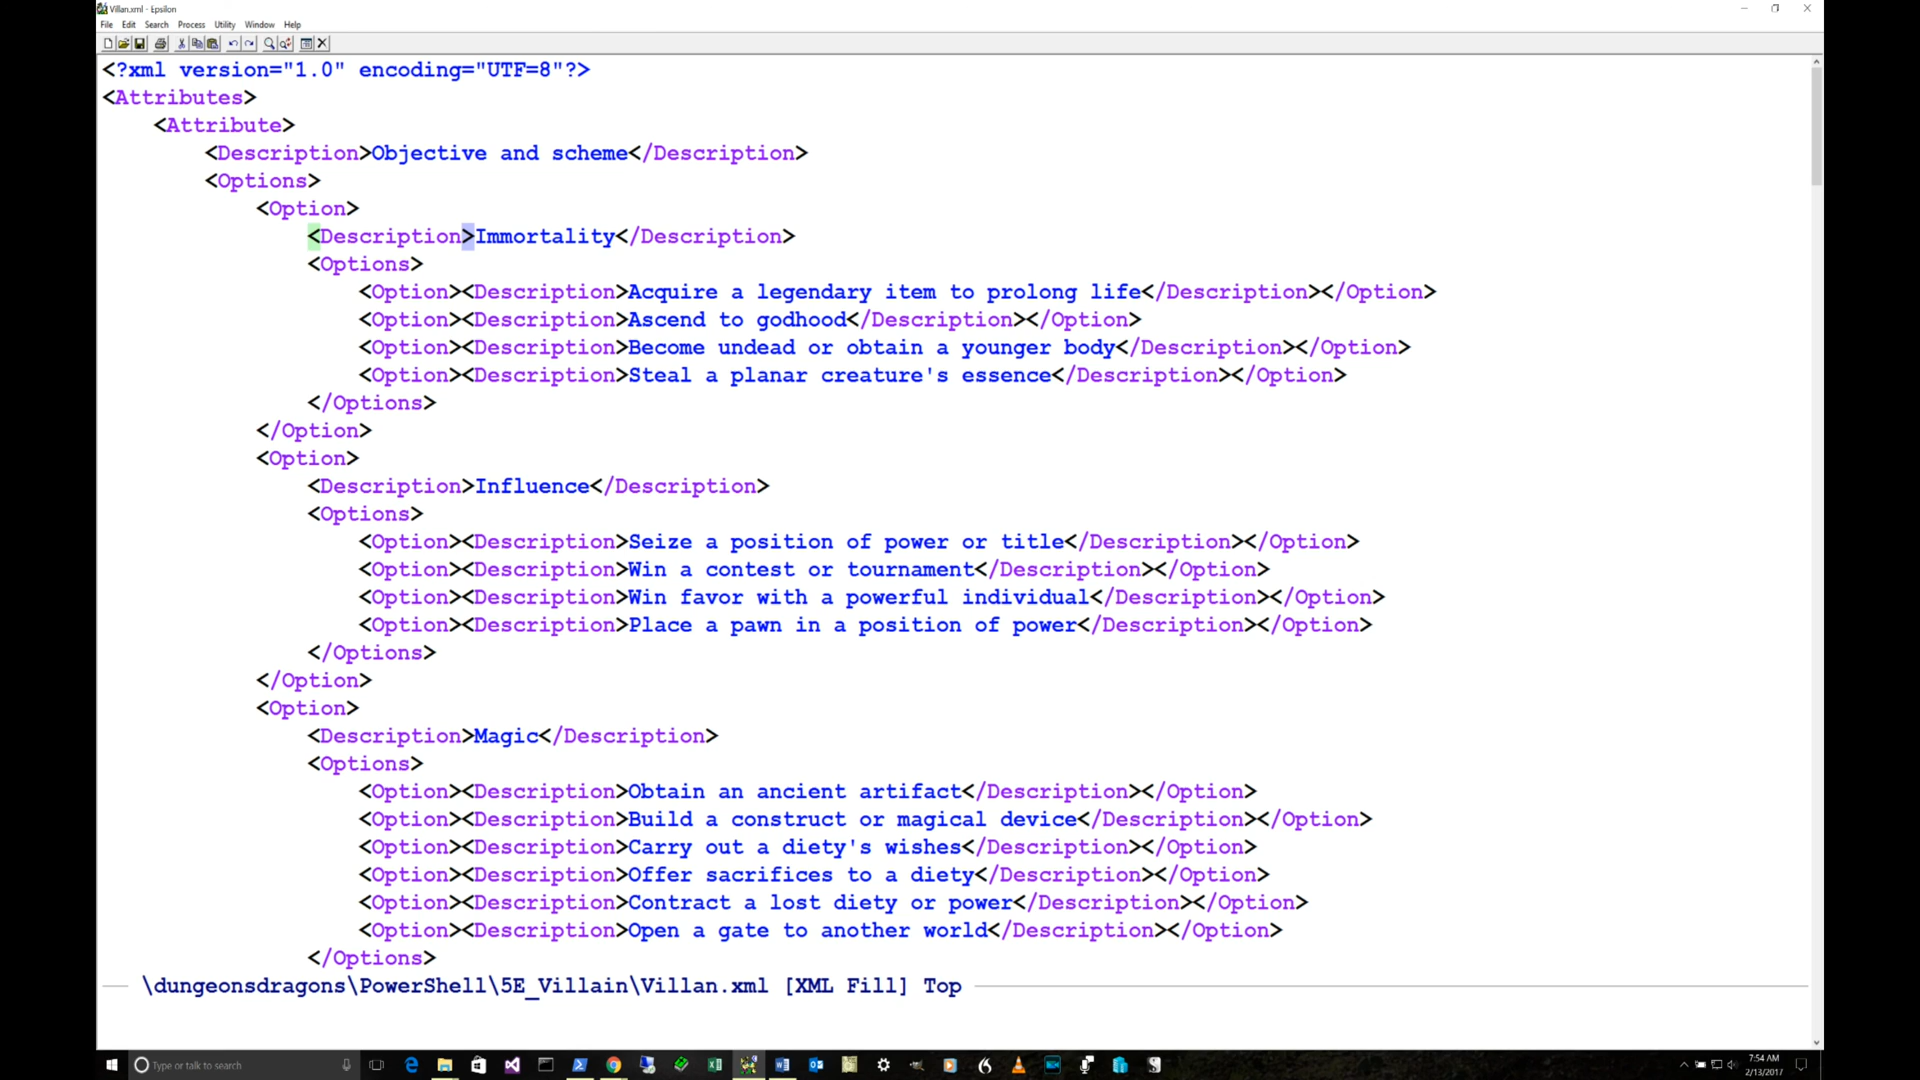 Villan.xml - Epsilon
File Edit Search Process Utility Window Help
<?xml version="1.0" encoding="UTF=8"?>
<Attributes>
<Attribute>
<Description>Objective and scheme</Description>
<Options>
<Option>
<Description>Immortality</Description>
<Options>
<Option><Description>Acquire a legendary item to prolong life</Description></Option>
<Option><Description>Ascend to godhood</Description></Option>
<Option><Description>Become undead or obtain a younger body</Description></Option>
<Option><Description>Steal a planar creature's essence</Description></Option>
</Options>
</Option>
<Option>
<Description>Influence</Description>
<Options>
<Option><Description>Seize a position of power or title</Description></Option>
<Option><Description>Win a contest or tournament</Description></Option>
<Option><Description>Win favor with a powerful individual</Description></Option>
<Option><Description>Place a pawn in a position of power</Description></Option>
</Options>
</Option>
<Option>
<Description>Magic</Description>
<Options>
<Option><Description>Obtain an ancient artifact</Description></Option>
<Option><Description>Build a construct or magical device</Description></Option>
<Option><Description>Carry out a diety's wishes</Description></Option>
<Option><Description>Offer sacrifices to a diety</Description></Option>
<Option><Description>Contract a lost diety or power</Description></Option>
<Option><Description>Open a gate to another world</Description></Option>
</Options>
\dungeonsdragons\PowerShell\5E_Villain\Villan.xml [XML Fill] Top
Type or talk to search
7:54 AM
2/13/2017